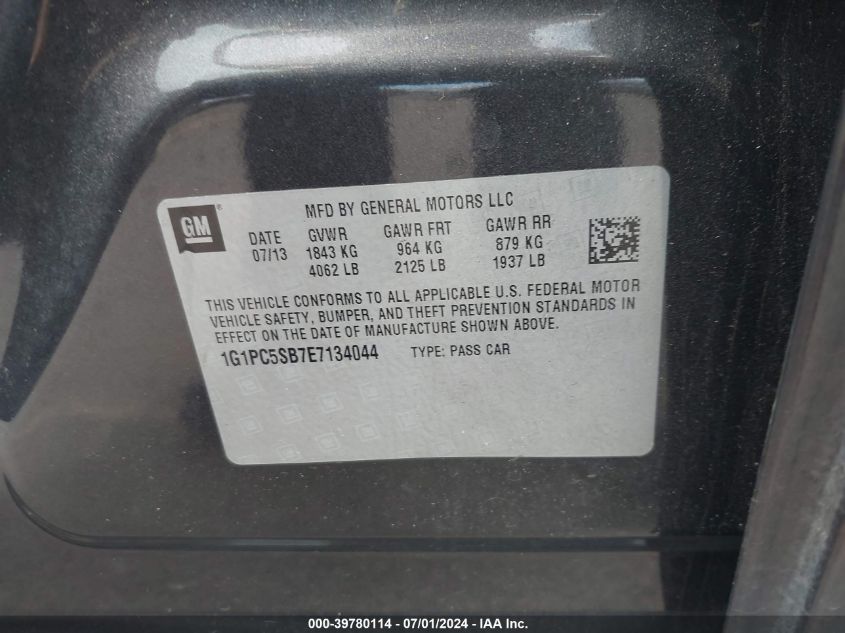 GM®
MFD BY GENERAL MOTORS LLC
DATE GVWR GAWR FRT GAWR RR
07/13 1843 KG 964 KG 879 KG
4062 LB 2125 LB 1937 LB
THIS VEHICLE CONFORMS TO ALL APPLICABLE U.S. FEDERAL MOTOR
VEHICLE SAFETY, BUMPER, AND THEFT PREVENTION STANDARDS IN
EFFECT ON THE DATE OF MANUFACTURE SHOWN ABOVE.
1G1PC5SB7E7134044 TYPE: PASS CAR
000-39780114 - 07/01/2024 - IAA Inc.